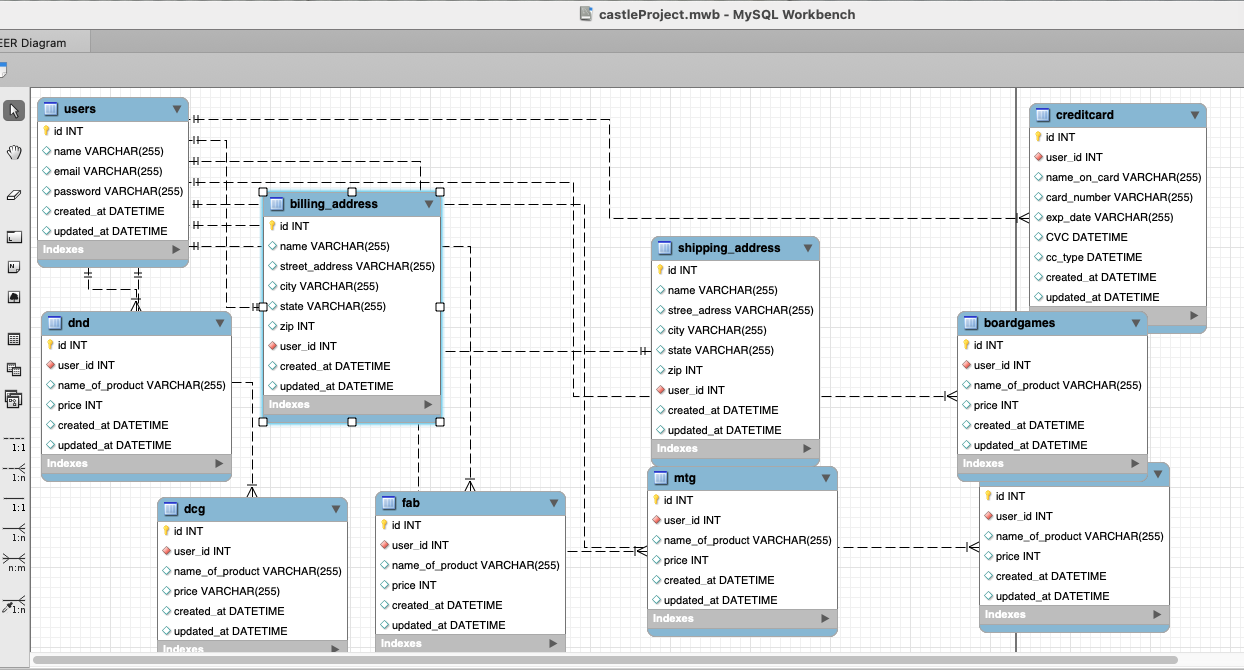 castleProject.mwb - MySQL Workbench
EER Diagram
users
id INT
name VARCHAR(255)
email VARCHAR(255)
password VARCHAR(255)
created_at DATETIME
updated_at DATETIME
Indexes
billing_address
id INT
name VARCHAR(255)
street_address VARCHAR(255)
city VARCHAR(255)
state VARCHAR(255)
zip INT
user_id INT
created_at DATETIME
updated_at DATETIME
Indexes
shipping_address
id INT
name VARCHAR(255)
stree_adress VARCHAR(255)
city VARCHAR(255)
state VARCHAR(255)
zip INT
user_id INT
created_at DATETIME
updated_at DATETIME
Indexes
creditcard
id INT
user_id INT
name_on_card VARCHAR(255)
card_number VARCHAR(255)
exp_date VARCHAR(255)
CVC DATETIME
cc_type DATETIME
created_at DATETIME
updated_at DATETIME
dnd
id INT
user_id INT
name_of_product VARCHAR(255)
price INT
created_at DATETIME
updated_at DATETIME
Indexes
boardgames
id INT
user_id INT
name_of_product VARCHAR(255)
price INT
created_at DATETIME
updated_at DATETIME
Indexes
dcg
id INT
user_id INT
name_of_product VARCHAR(255)
price VARCHAR(255)
created_at DATETIME
updated_at DATETIME
Indexes
fab
id INT
user_id INT
name_of_product VARCHAR(255)
price INT
created_at DATETIME
updated_at DATETIME
Indexes
mtg
id INT
user_id INT
name_of_product VARCHAR(255)
price INT
created_at DATETIME
updated_at DATETIME
Indexes
id INT
user_id INT
name_of_product VARCHAR(255)
price INT
created_at DATETIME
updated_at DATETIME
Indexes
1:1
1:n
1:1
1:n
n:m
1:n